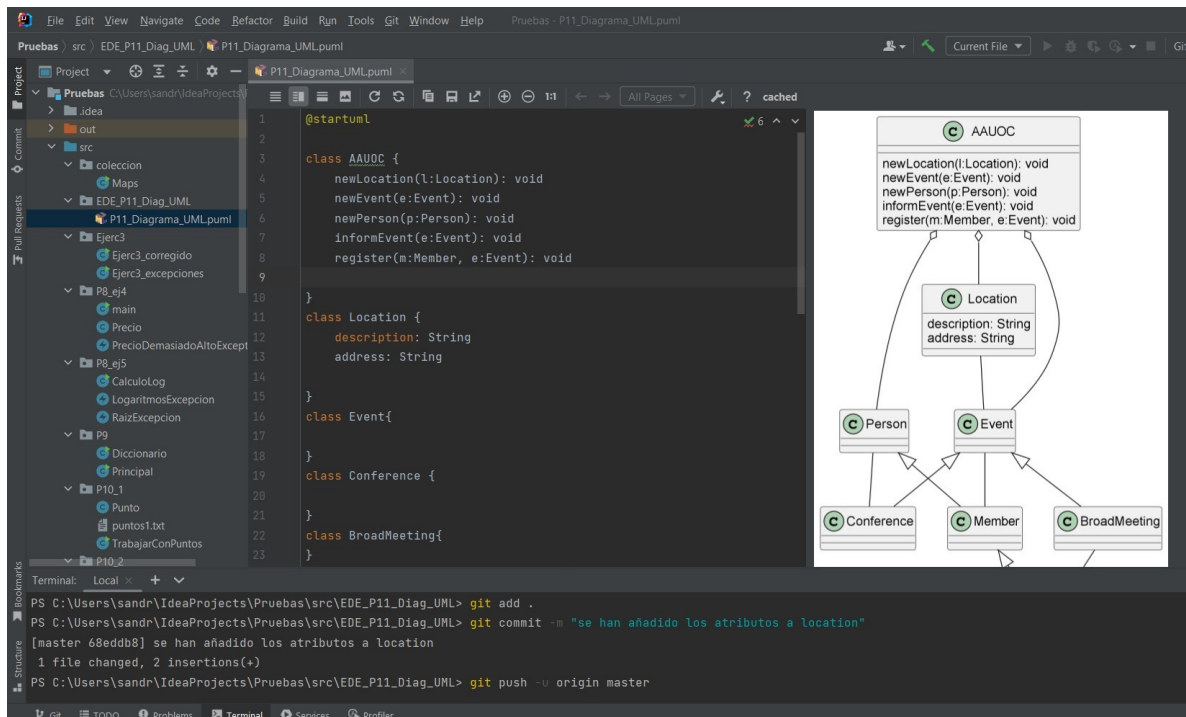 File Edit View Navigate Code Refactor Build Run Tools Git Window Help Pruebas - P11_Diagrama_UML.puml
Pruebas src EDE_P11_Diag_UML P11_Diagrama_UML.puml Current File Git
Project P11_Diagrama_UML.puml
Pruebas C:\Users\sandr\IdeaProjects\
.idea
out
src
coleccion
Maps
EDE_P11_Diag_UML
P11_Diagrama_UML.puml
Ejerc3
Ejerc3_corregido
Ejerc3_excepciones
P8_ej4
main
Precio
PrecioDemasiadoAltoExcept
P8_ej5
CalculoLog
LogaritmosExcepcion
RaizExcepcion
P9
Diccionario
Principal
P10_1
Punto
puntos1.txt
TrabajarConPuntos
P10_2
Project
Commit
Pull Requests
Bookmarks
Structure
1:1 All Pages ? cached
6
1 @startuml
2
3 class AAUOC {
4 newLocation(l:Location): void
5 newEvent(e:Event): void
6 newPerson(p:Person): void
7 informEvent(e:Event): void
8 register(m:Member, e:Event): void
9
10 }
11 class Location {
12 description: String
13 address: String
14
15 }
16 class Event{
17
18 }
19 class Conference {
20
21 }
22 class BroadMeeting{
23 }
C AAUOC
newLocation(l:Location): void
newEvent(e:Event): void
newPerson(p:Person): void
informEvent(e:Event): void
register(m:Member, e:Event): void
C Location
description: String
address: String
C Person
C Event
C Conference
C Member
C BroadMeeting
Terminal: Local
PS C:\Users\sandr\IdeaProjects\Pruebas\src\EDE_P11_Diag_UML> git add .
PS C:\Users\sandr\IdeaProjects\Pruebas\src\EDE_P11_Diag_UML> git commit -m "se han añadido los atributos a location"
[master 68eddb8] se han añadido los atributos a location
1 file changed, 2 insertions(+)
PS C:\Users\sandr\IdeaProjects\Pruebas\src\EDE_P11_Diag_UML> git push -u origin master
Git TODO Problems Terminal Services Profiler